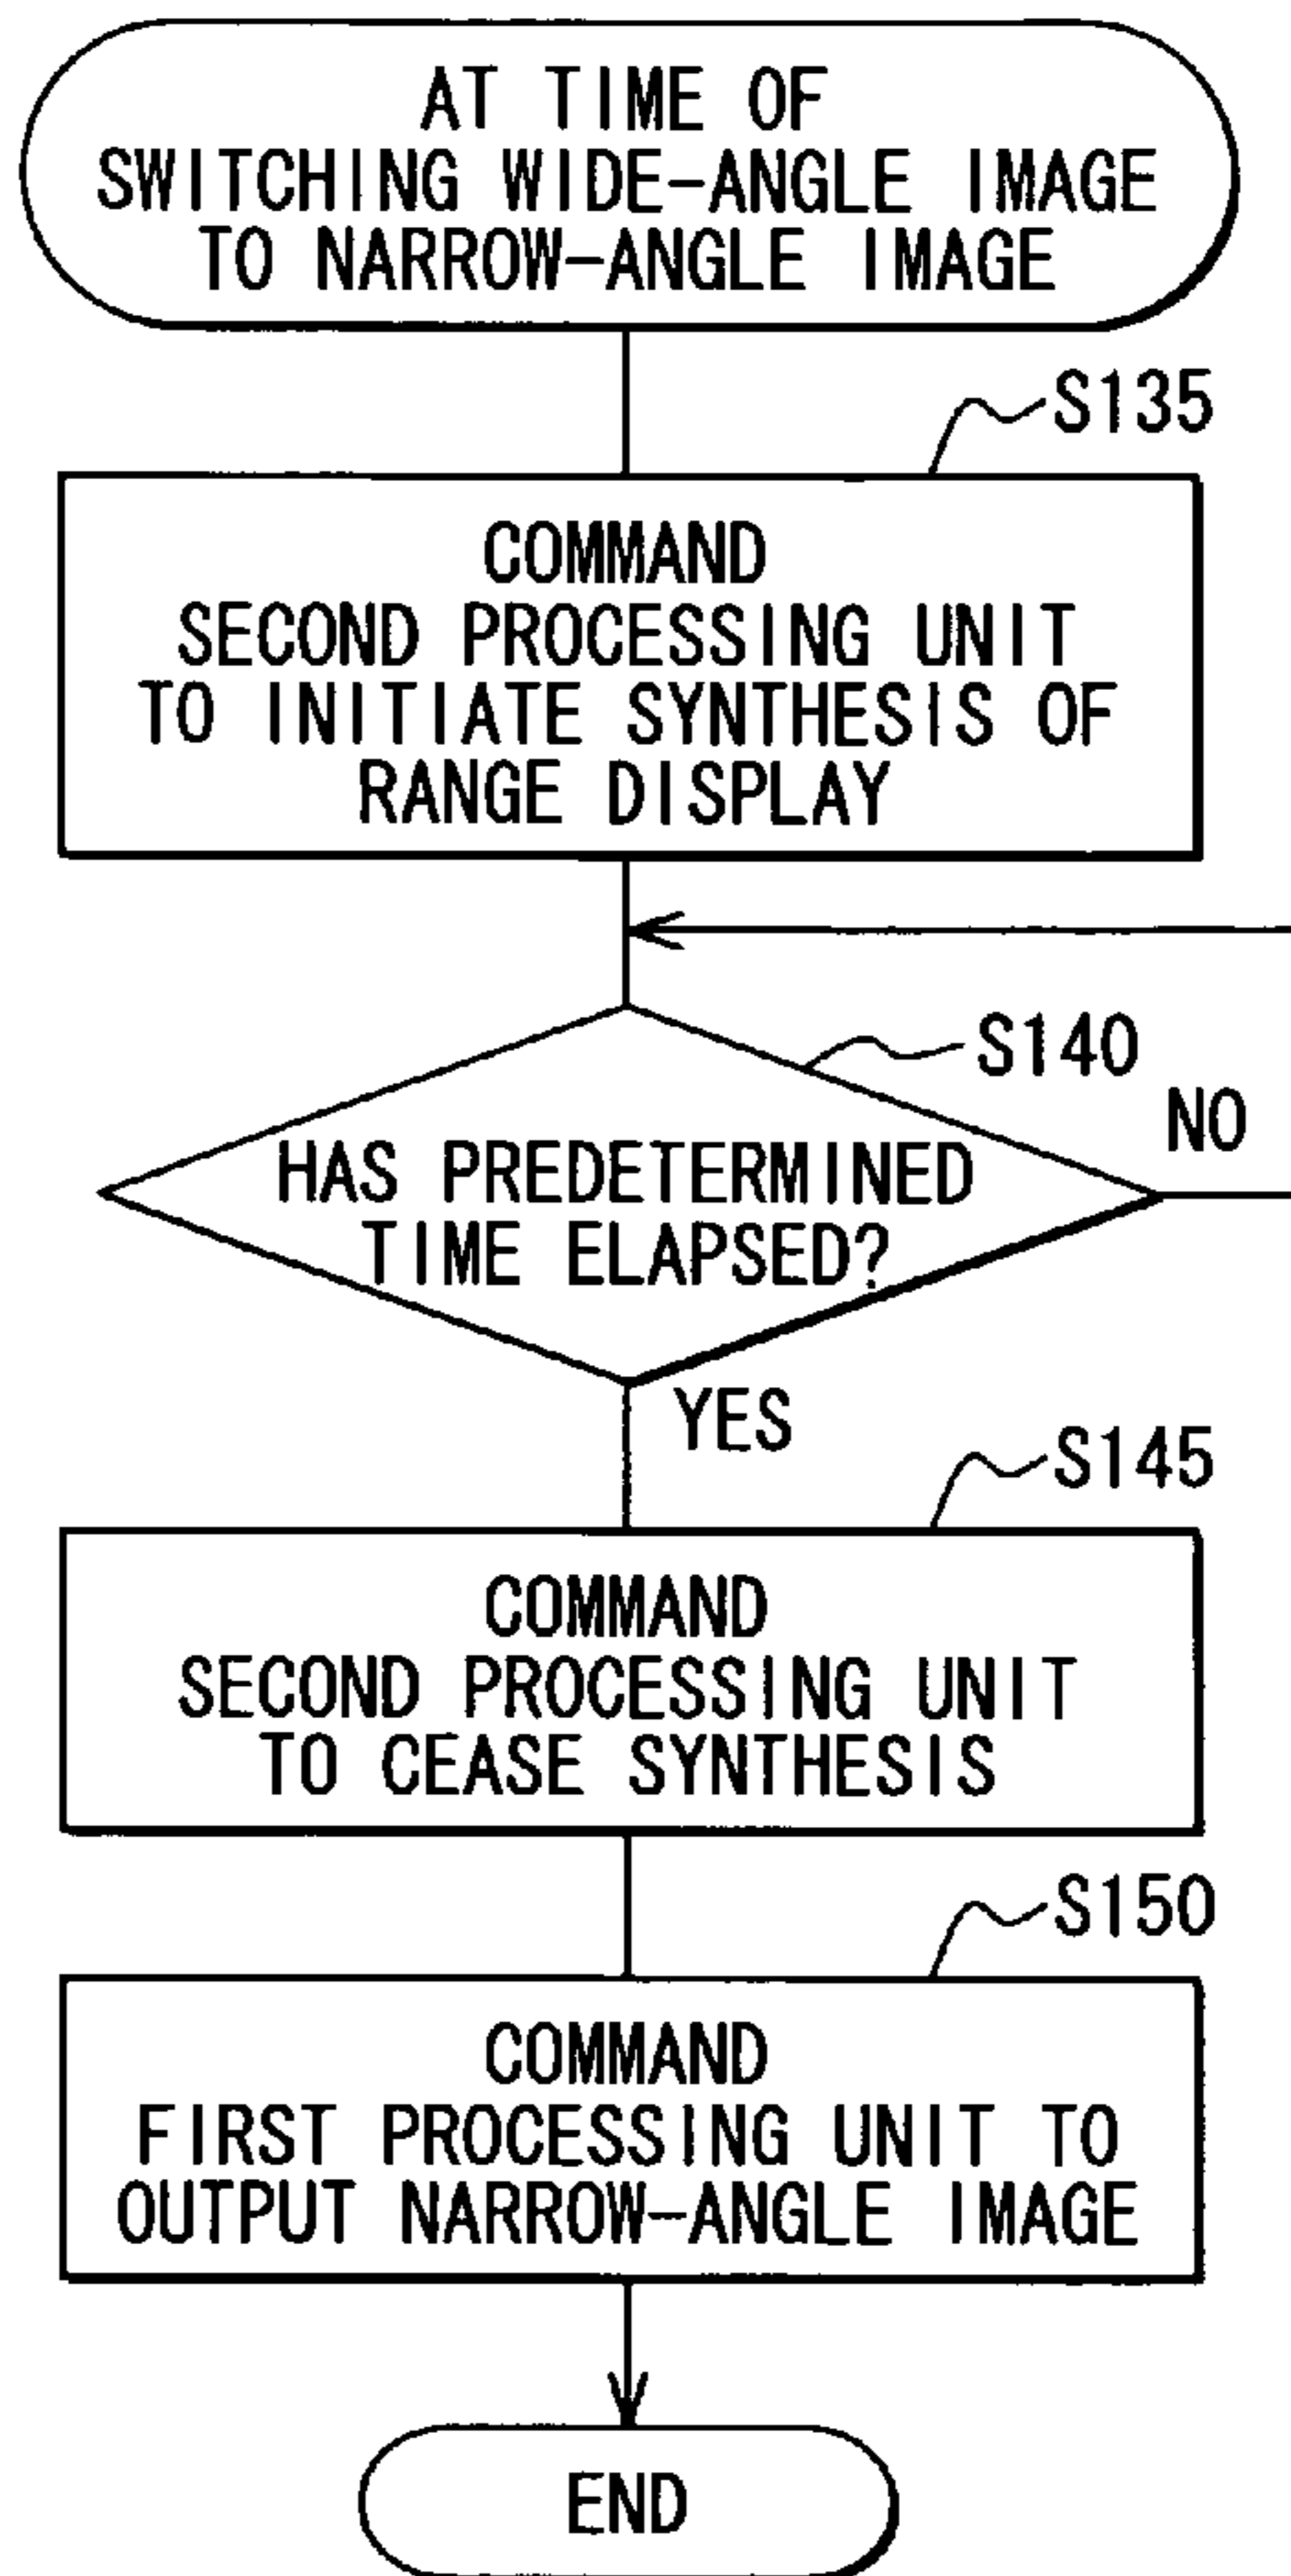 AT TIME OF
SWITCHING WIDE-ANGLE IMAGE
TO NARROW-ANGLE IMAGE
S135
COMMAND
SECOND PROCESSING UNIT
TO INITIATE SYNTHESIS OF
RANGE DISPLAY
S140
NO
HAS PREDETERMINED
TIME ELAPSED?
YES
S145
COMMAND
SECOND PROCESSING UNIT
TO CEASE SYNTHESIS
S150
COMMAND
FIRST PROCESSING UNIT TO
OUTPUT NARROW-ANGLE IMAGE
END